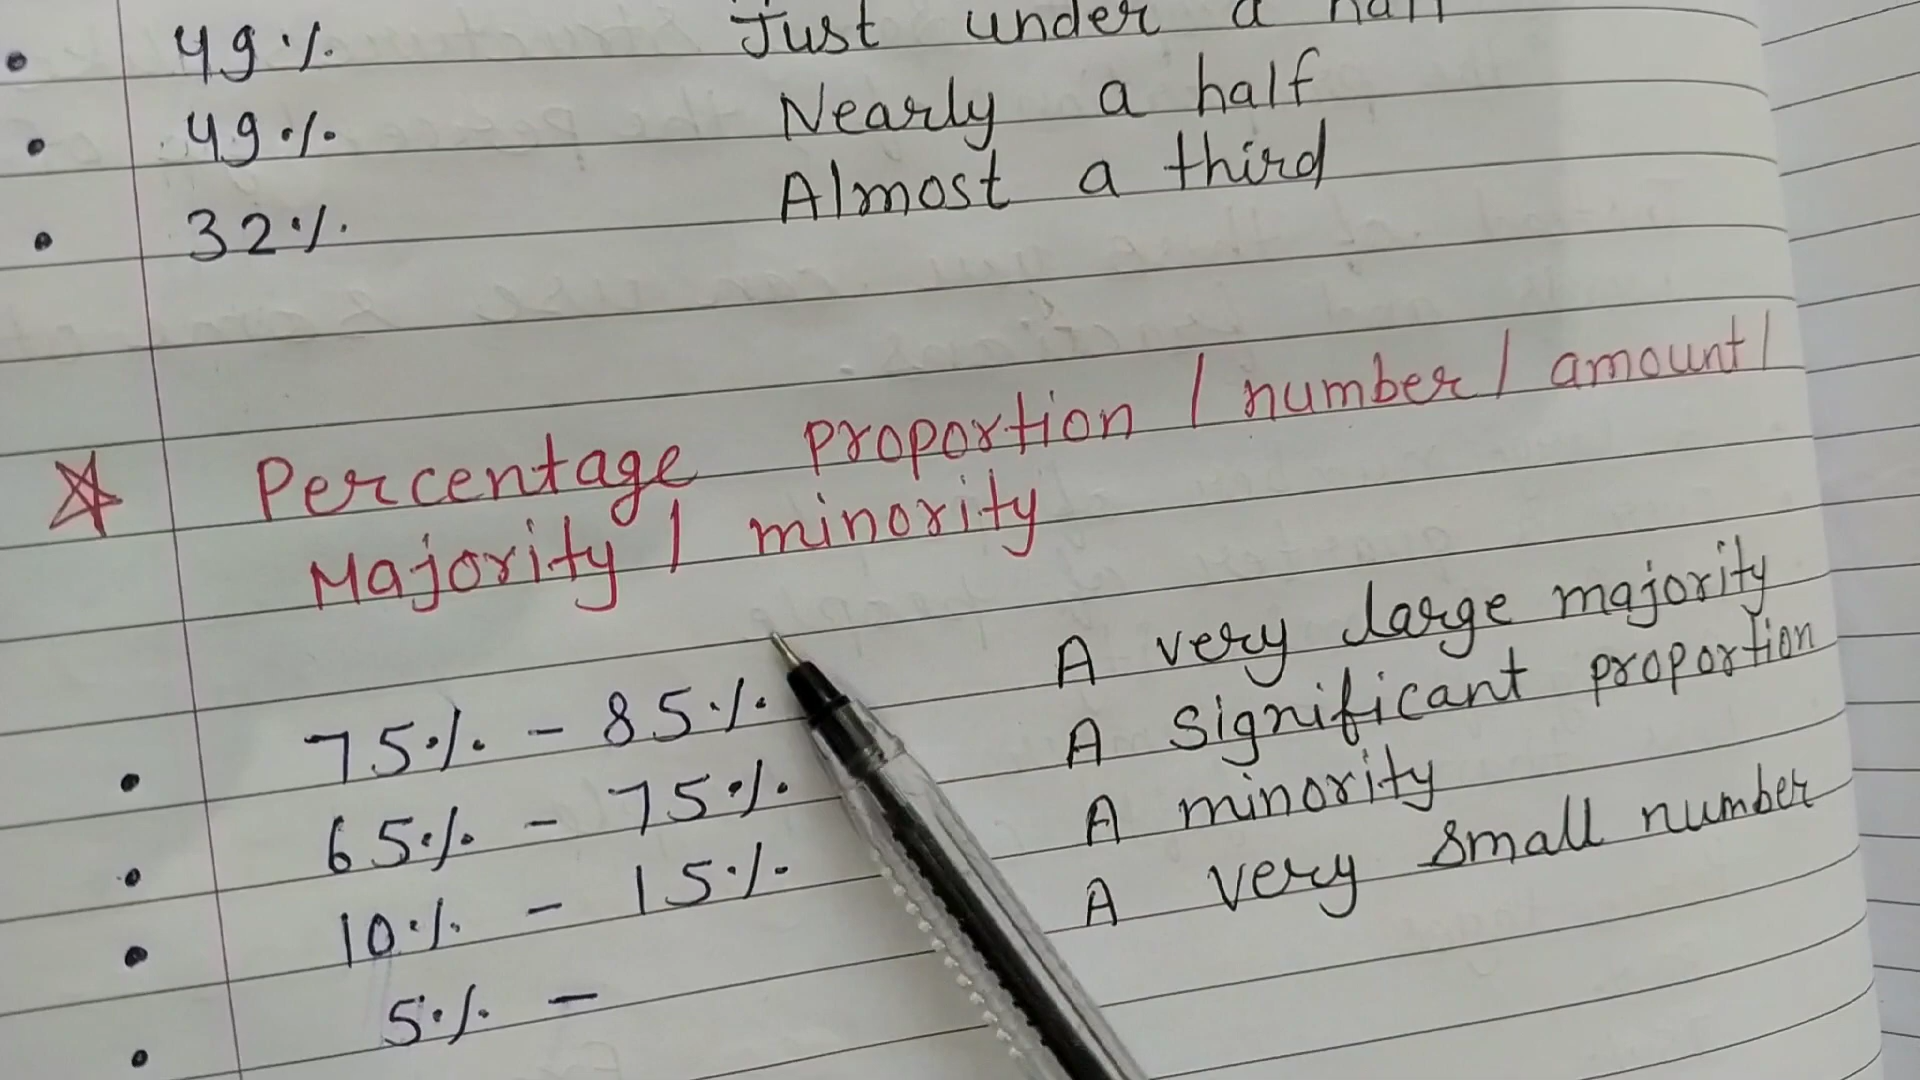 49% Just under a half
49% Nearly a half
32% Almost a third
Percentage proportion / number / amount /
Majority / minority
75% - 85% A very large majority
65% - 75% A significant proportion
10% - 15% A minority
5% - A very small number